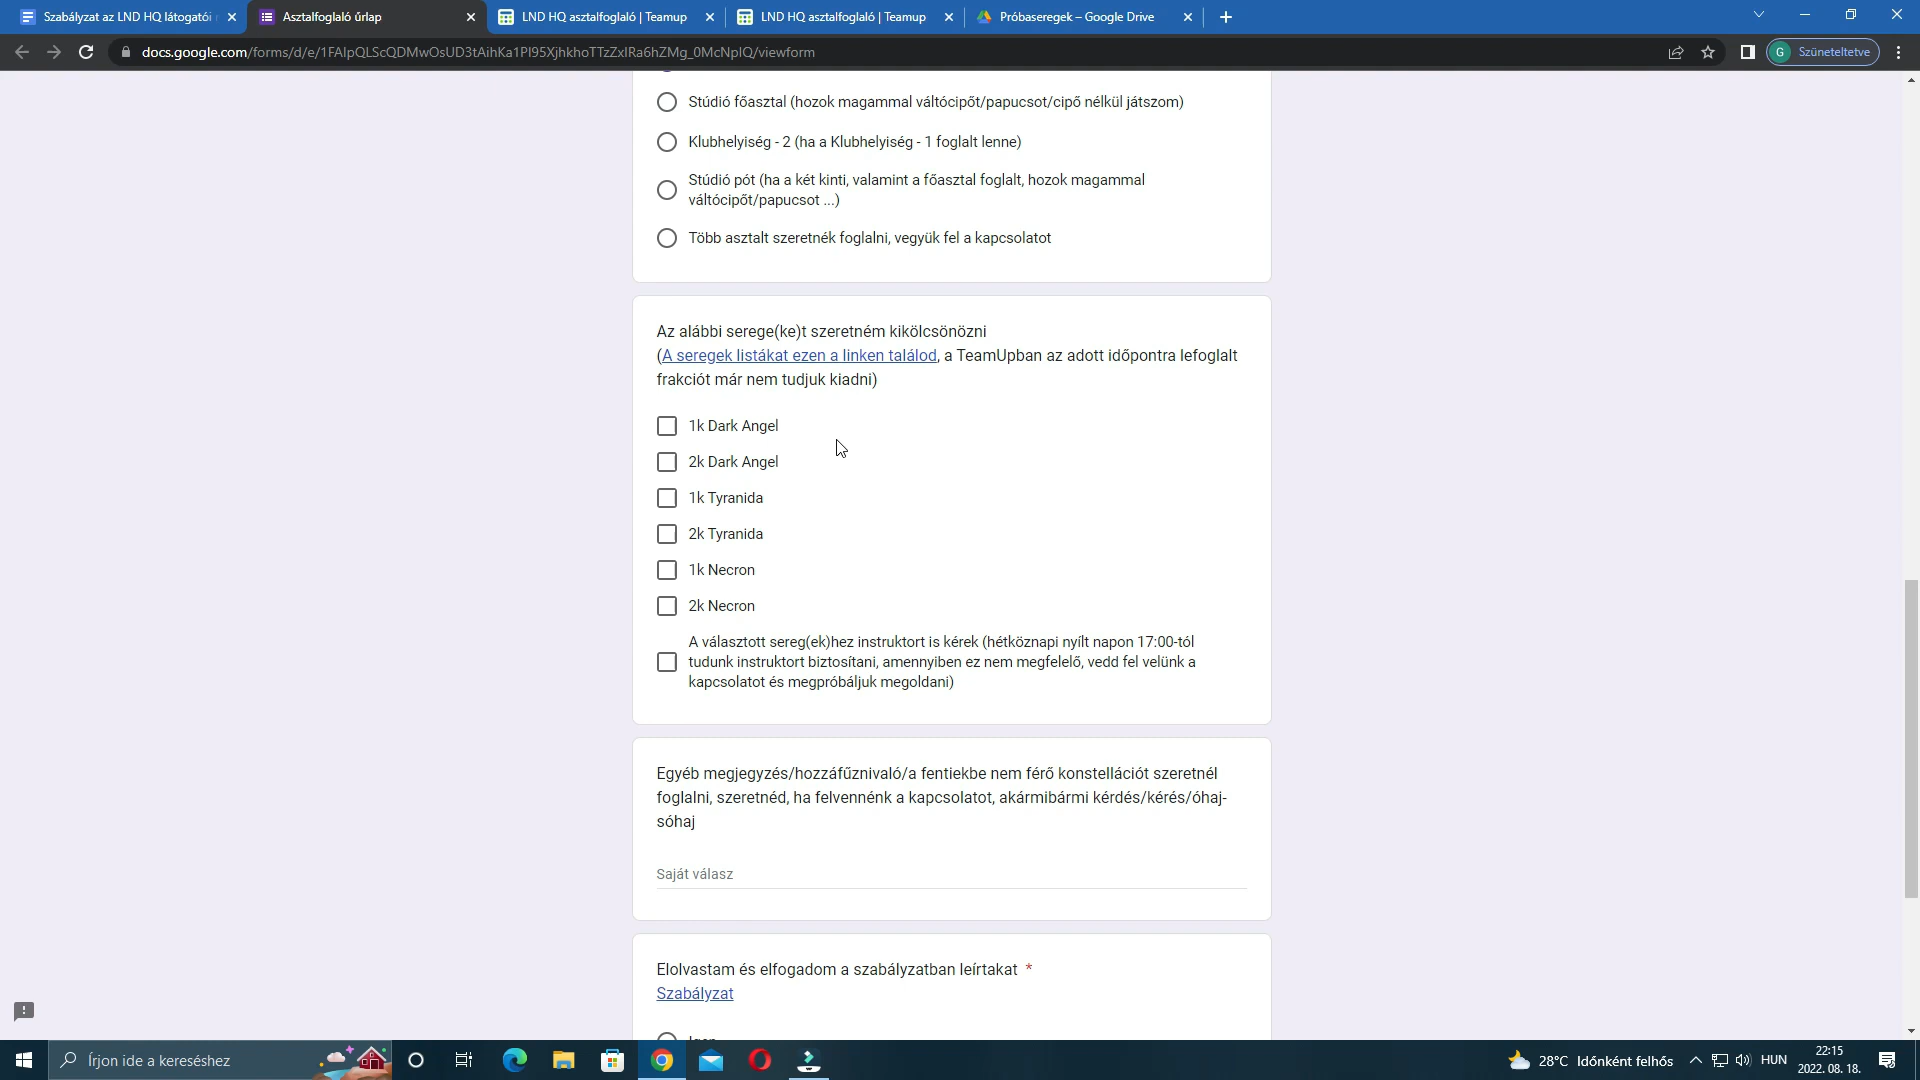 Szabályzat az LND HQ látogatói
Asztalfoglaló űrlap
LND HQ asztalfoglaló | Teamup
LND HQ asztalfoglaló | Teamup
Próbaseregek – Google Drive
G Szüneteltetve
Stúdió főasztal (hozok magammal váltócipőt/papucsot/cipő nélkül játszom)
Klubhelyiség - 2 (ha a Klubhelyiség - 1 foglalt lenne)
Stúdió pót (ha a két kinti, valamint a főasztal foglalt, hozok magammal
váltócipőt/papucsot ...)
Több asztalt szeretnék foglalni, vegyük fel a kapcsolatot
Az alábbi serege(ke)t szeretném kikölcsönözni
(A seregek listákat ezen a linken találod, a TeamUpban az adott időpontra lefoglalt
frakciót már nem tudjuk kiadni)
1k Dark Angel
2k Dark Angel
1k Tyranida
2k Tyranida
1k Necron
2k Necron
A választott sereg(ek)hez instruktort is kérek (hétköznapi nyílt napon 17:00-tól
tudunk instruktort biztosítani, amennyiben ez nem megfelelő, vedd fel velünk a
kapcsolatot és megpróbáljuk megoldani)
Egyéb megjegyzés/hozzáfűznivaló/a fentiekbe nem férő konstellációt szeretnél
foglalni, szeretnéd, ha felvennénk a kapcsolatot, akármibármi kérdés/kérés/óhaj-
sóhaj
Saját válasz
Elolvastam és elfogadom a szabályzatban leírtakat *
Szabályzat
Írjon ide a kereséshez
28°C Időnként felhős
HUN
22:15
2022. 08. 18.